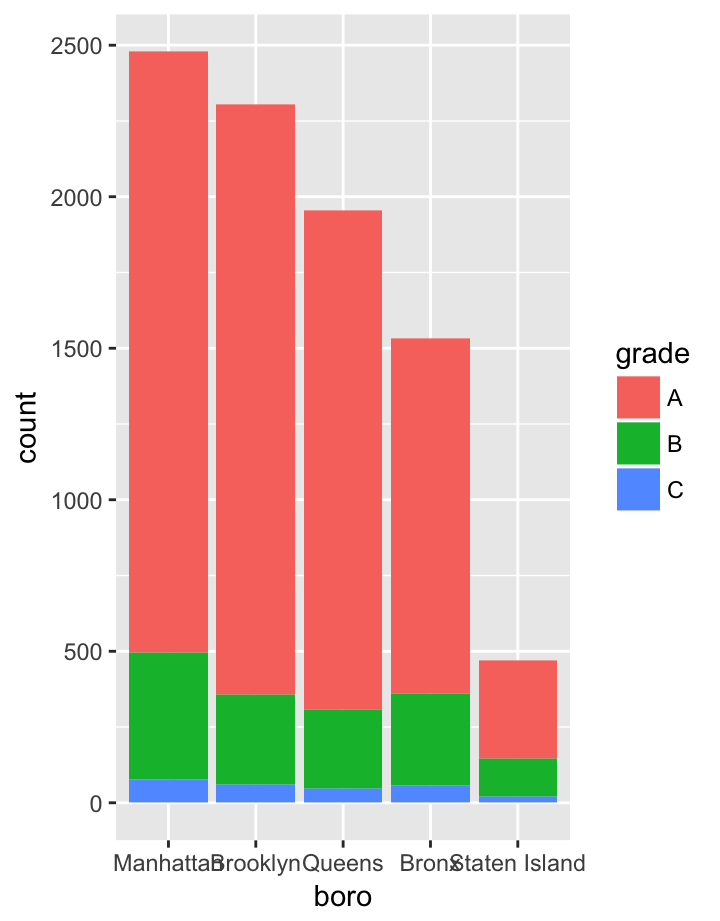 2500
2000
1500
1000
500
0
count
Manhattan Brooklyn Queens Bronx Staten Island
boro
grade
A
B
C